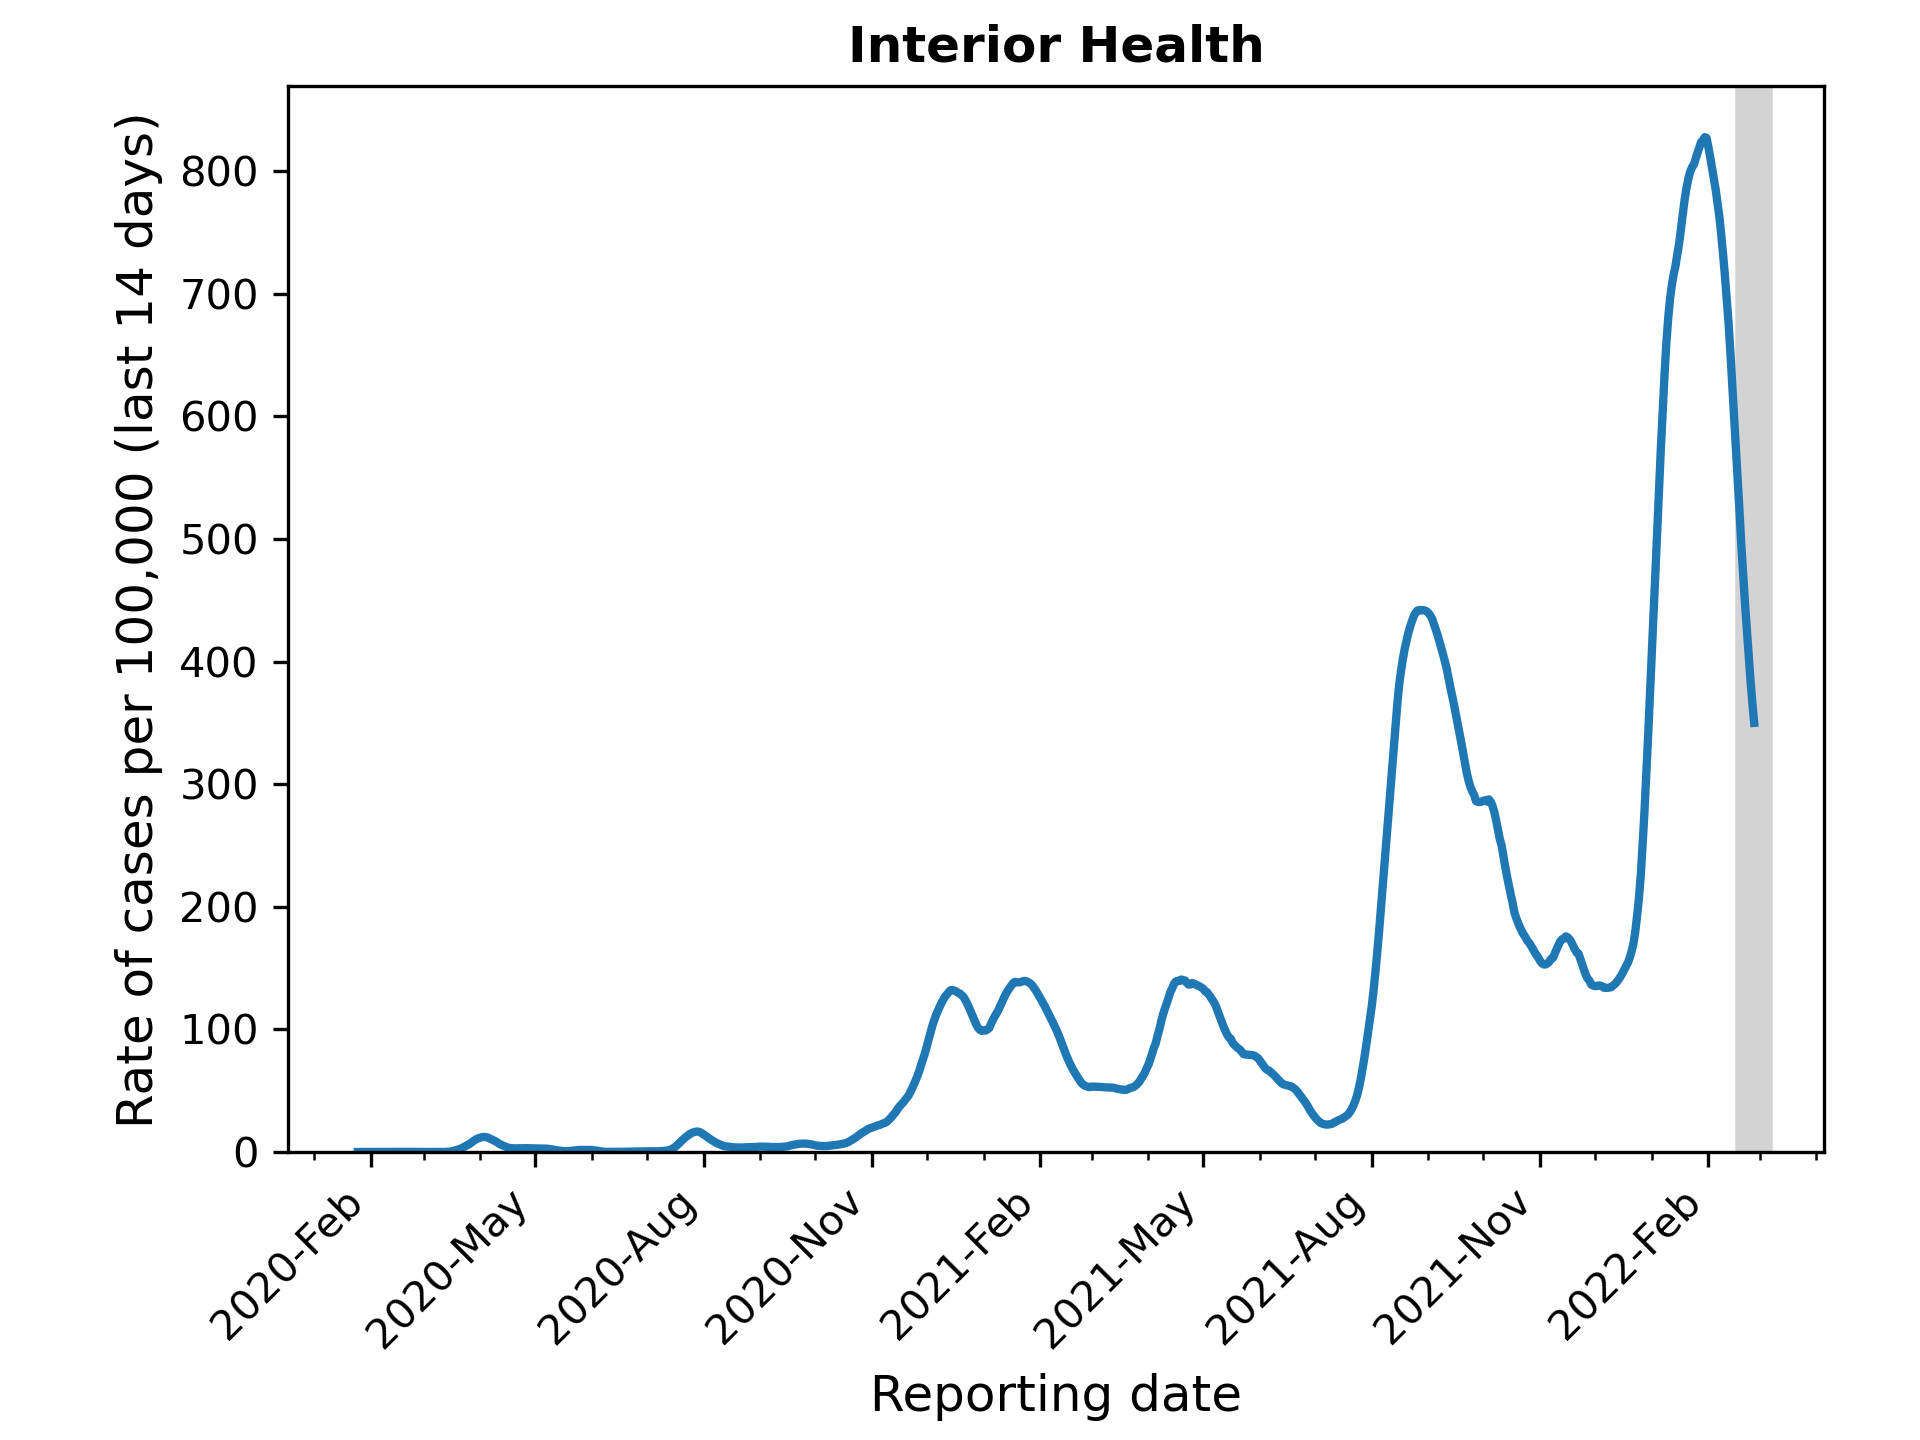 Interior Health
Rate of cases per 100,000 (last 14 days)
800
700
600
500
400
300
200
100
0
2020-Feb
2020-May
2020-Aug
2020-Nov
2021-Feb
2021-May
2021-Aug
2021-Nov
2022-Feb
Reporting date